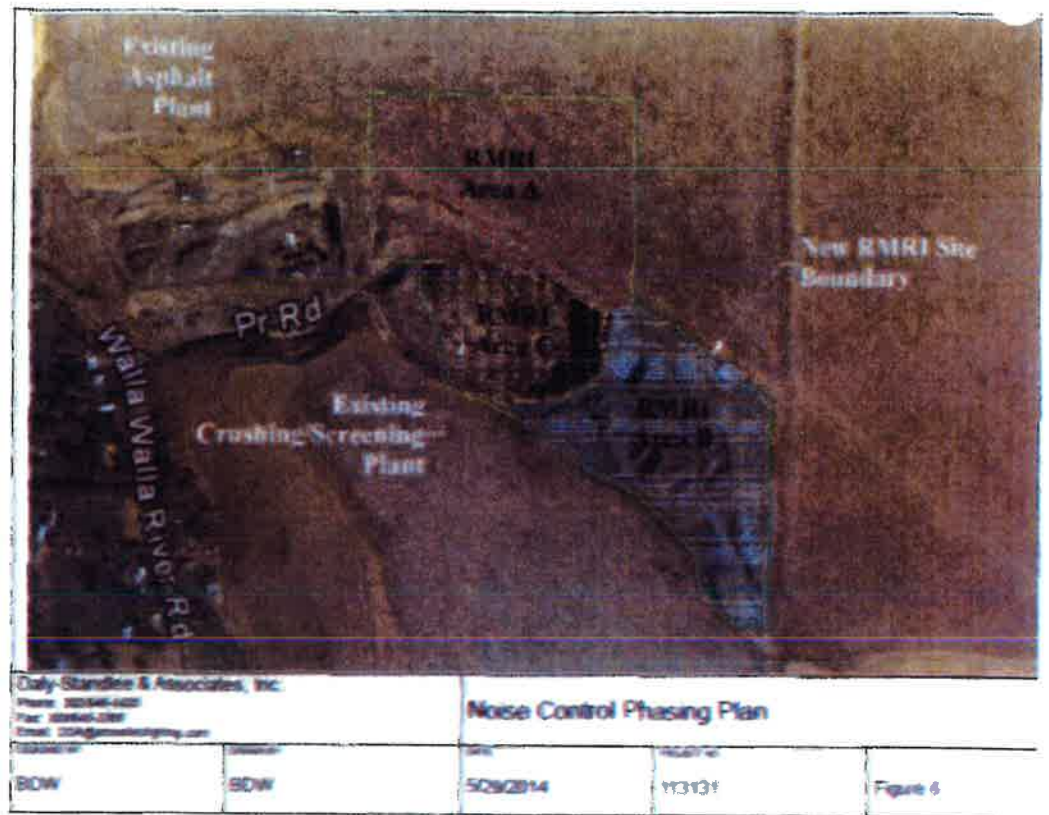 Existing
Asphalt
Plant
RMRI
Area A
New RMRI Site
Boundary
Pr Rd
RMRI
Existing
Crushing/Screening
Plant
RMRI
Walla Walla River Rd
Daly-Standlee & Associates, Inc.
Noise Control Phasing Plan
BDW
BDW
5/29/2014
Figure 4